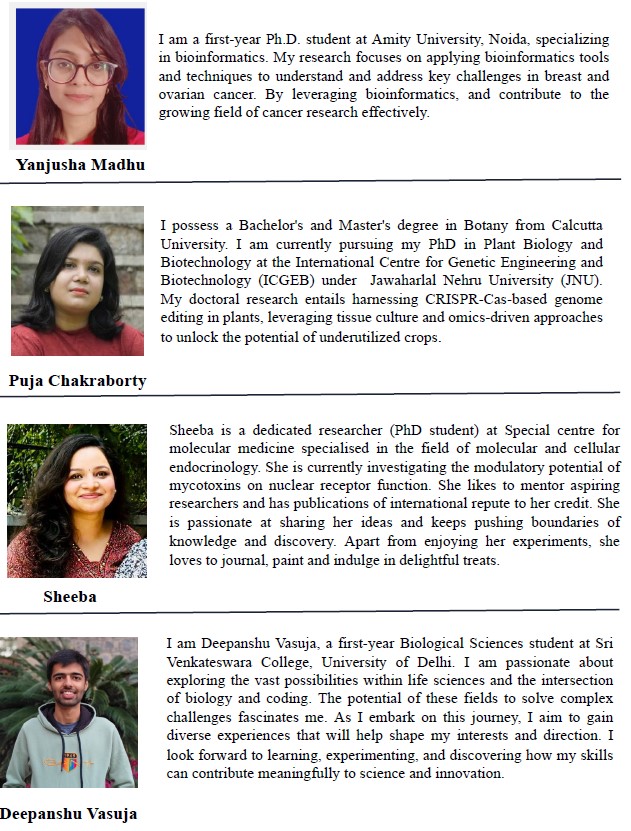 I am a first-year Ph.D. student at Amity University, Noida, specializing
in bioinformatics. My research focuses on applying bioinformatics tools
and techniques to understand and address key challenges in breast and
ovarian cancer. By leveraging bioinformatics, and contribute to the
growing field of cancer research effectively.
Yanjusha Madhu
I possess a Bachelor's and Master's degree in Botany from Calcutta
University. I am currently pursuing my PhD in Plant Biology and
Biotechnology at the International Centre for Genetic Engineering and
Biotechnology (ICGEB) under Jawaharlal Nehru University (JNU).
My doctoral research entails harnessing CRISPR-Cas-based genome
editing in plants, leveraging tissue culture and omics-driven approaches
to unlock the potential of underutilized crops.
Puja Chakraborty
Sheeba is a dedicated researcher (PhD student) at Special centre for
molecular medicine specialised in the field of molecular and cellular
endocrinology. She is currently investigating the modulatory potential of
mycotoxins on nuclear receptor function. She likes to mentor aspiring
researchers and has publications of international repute to her credit. She
is passionate at sharing her ideas and keeps pushing boundaries of
knowledge and discovery. Apart from enjoying her experiments, she
loves to journal, paint and indulge in delightful treats.
Sheeba
I am Deepanshu Vasuja, a first-year Biological Sciences student at Sri
Venkateswara College, University of Delhi. I am passionate about
exploring the vast possibilities within life sciences and the intersection
of biology and coding. The potential of these fields to solve complex
challenges fascinates me. As I embark on this journey, I aim to gain
diverse experiences that will help shape my interests and direction. I
look forward to learning, experimenting, and discovering how my skills
can contribute meaningfully to science and innovation.
Deepanshu Vasuja